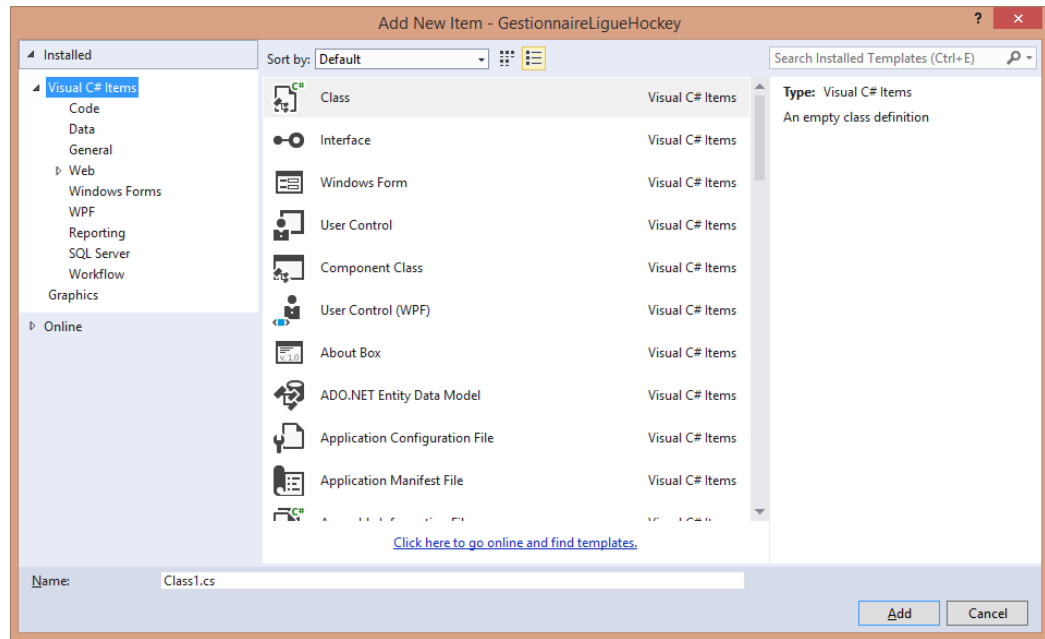 Add New Item - GestionnaireLigueHockey
?
Installed
Sort by: Default
Search Installed Templates (Ctrl+E)
Visual C# Items
Code
Data
General
Web
Windows Forms
WPF
Reporting
SQL Server
Workflow
Graphics
Online
C# Class Visual C# Items
Interface Visual C# Items
Windows Form Visual C# Items
User Control Visual C# Items
Component Class Visual C# Items
User Control (WPF) Visual C# Items
v. 1.0 About Box Visual C# Items
ADO.NET Entity Data Model Visual C# Items
Application Configuration File Visual C# Items
Application Manifest File Visual C# Items
C#
Click here to go online and find templates.
Type: Visual C# Items
An empty class definition
Name: Class1.cs
Add Cancel